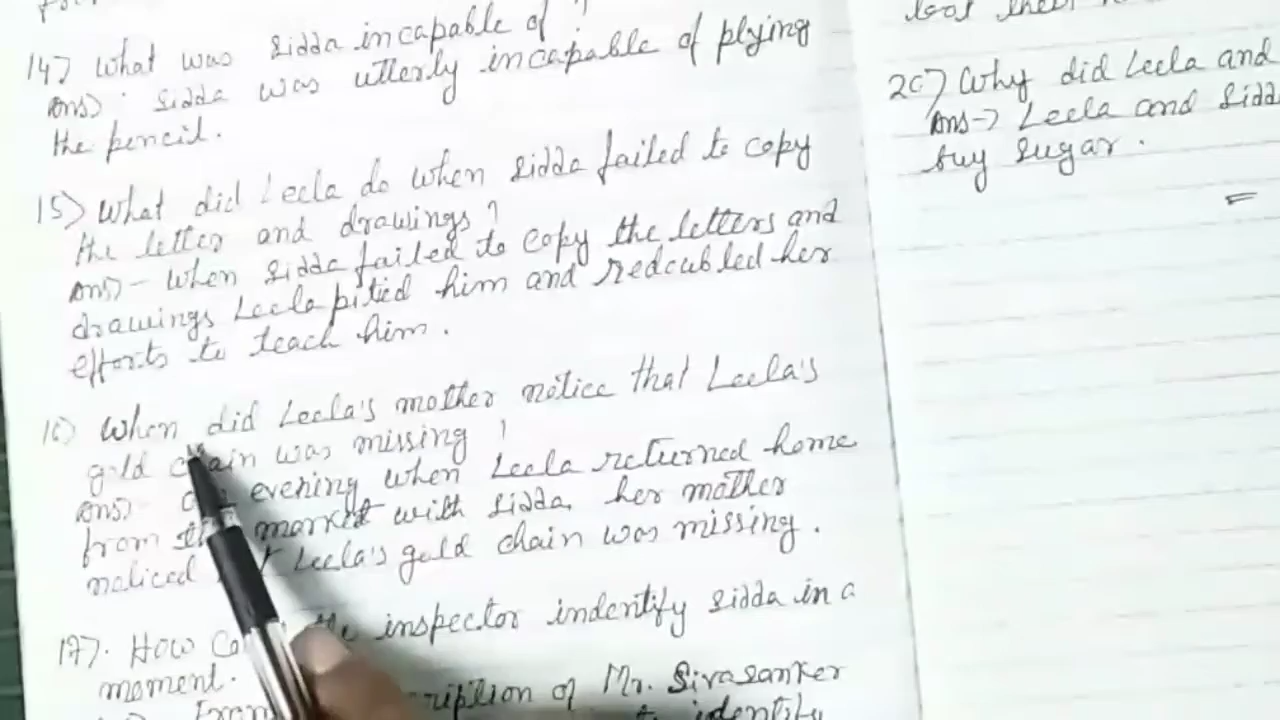 14) What was Sidda incapable of ?
Ans) : Sidda was utterly incapable of plying
the pencil.
15) What did Leela do when Sidda failed to copy
the letter and drawings ?
Ans) - When Sidda failed to copy the letters and
drawings Leela pitied him and redoubled her
efforts to teach him.
16) When did Leela's mother notice that Leela's
gold chain was missing ?
Ans) - evening when Leela returned home
from market with Sidda, her mother
noticed Leela's gold chain was missing.
17). How the inspector indentify Sidda in a
moment.
From of Mr. Sivasanker
identify
20) Why did Leela and
Ans -> Leela and
buy sugar.
=